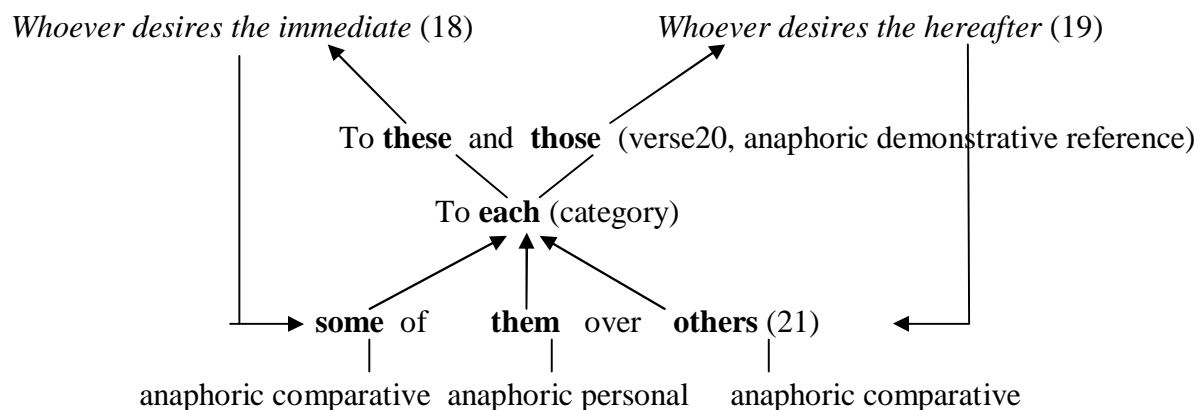 Whoever desires the immediate (18) Whoever desires the hereafter (19)
To these and those (verse20, anaphoric demonstrative reference)
To each (category)
some of them over others (21)
anaphoric comparative anaphoric personal anaphoric comparative